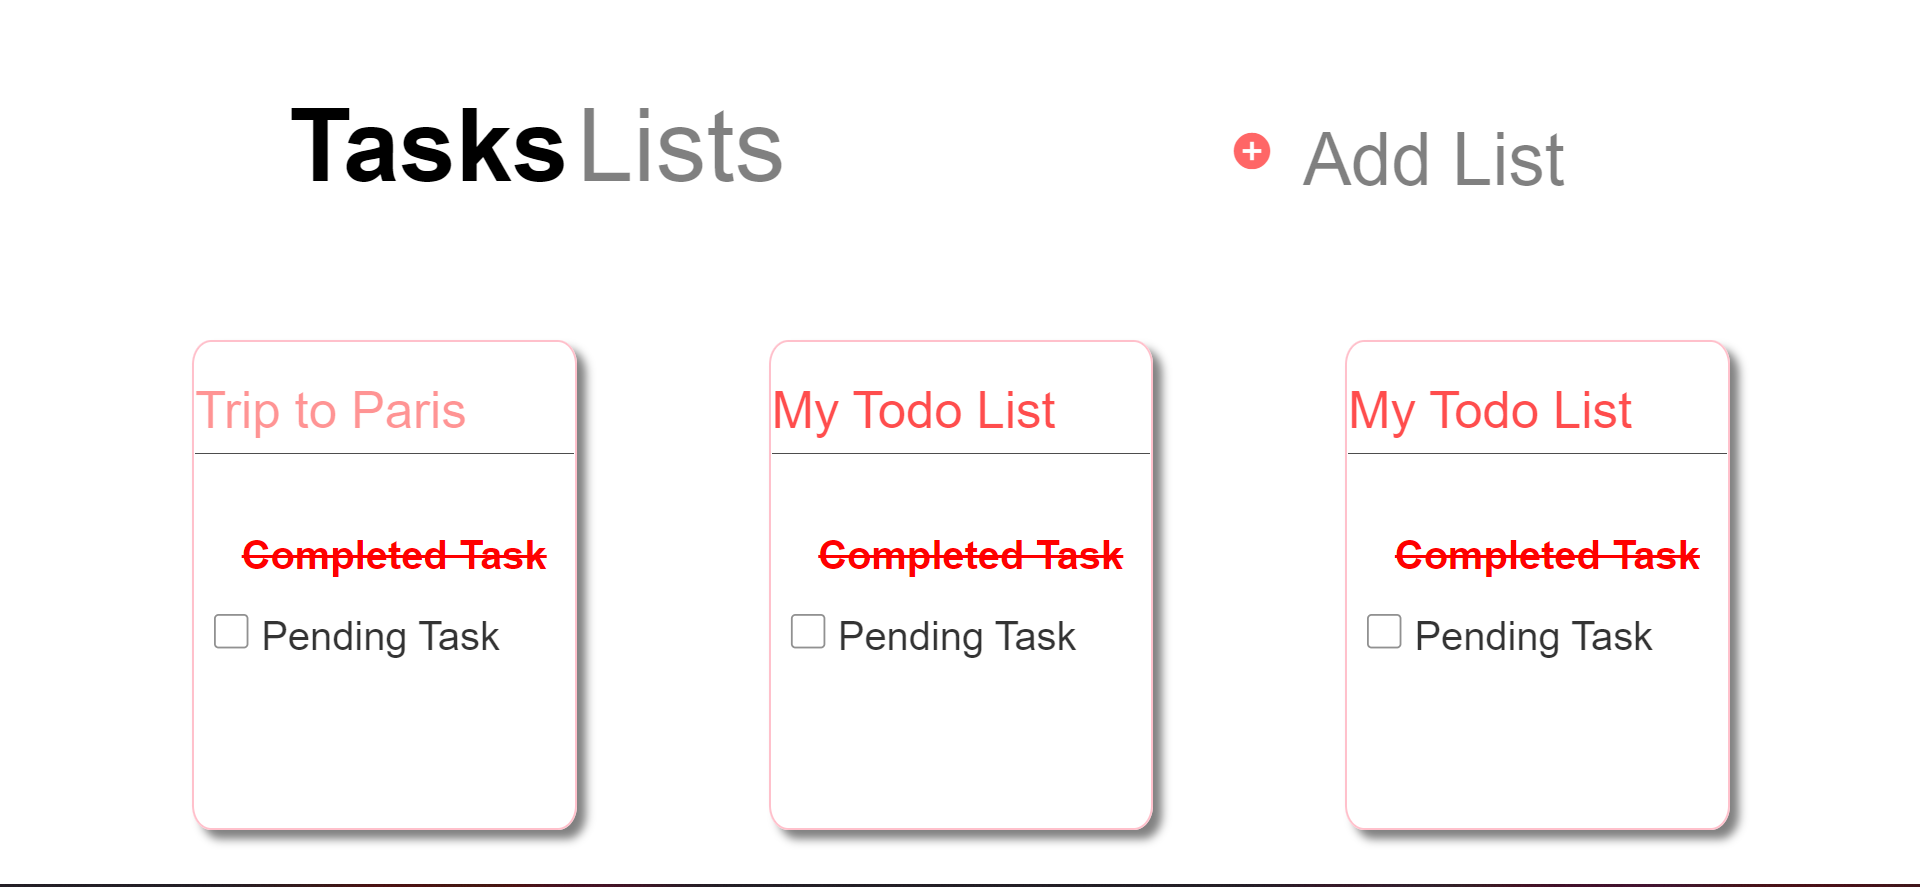 Tasks Lists
Add List
Trip to Paris
Completed Task
Pending Task
My Todo List
Completed Task
Pending Task
My Todo List
Completed Task
Pending Task